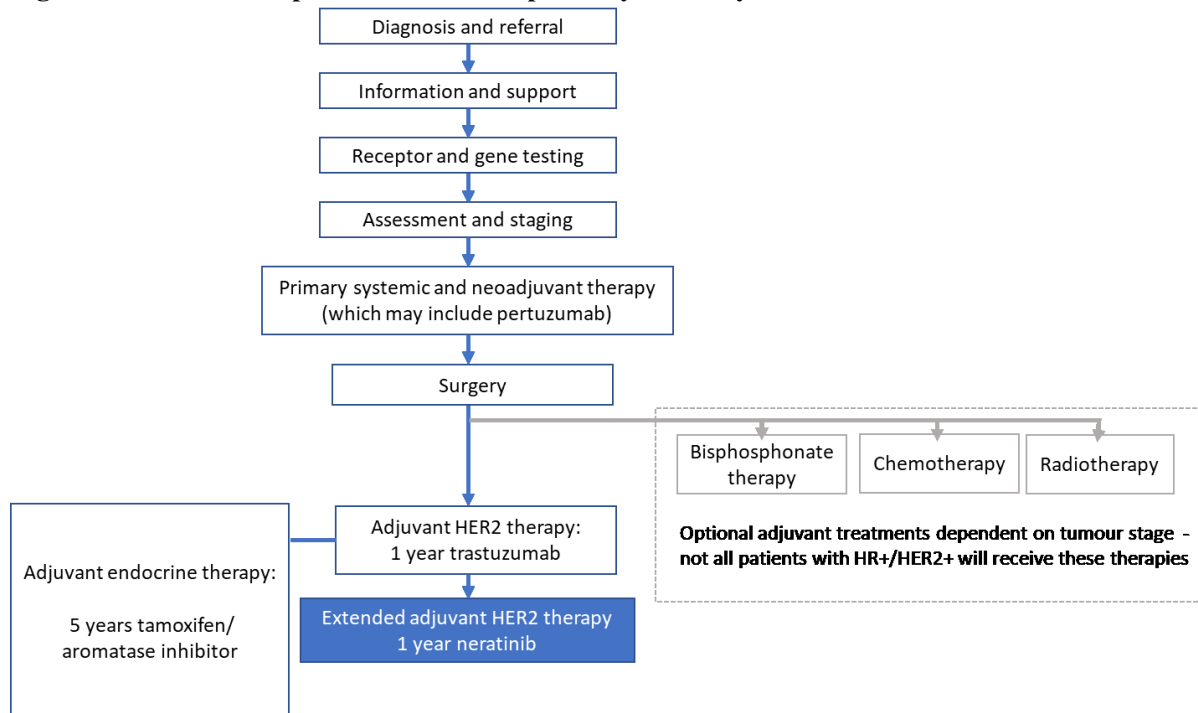 Diagnosis and referral
Information and support
Receptor and gene testing
Assessment and staging
Primary systemic and neoadjuvant therapy
(which may include pertuzumab)
Surgery
Bisphosphonate
therapy
Chemotherapy
Radiotherapy
Optional adjuvant treatments dependent on tumour stage -
not all patients with HR+/HER2+ will receive these therapies
Adjuvant HER2 therapy:
1 year trastuzumab
Adjuvant endocrine therapy:
5 years tamoxifen/
aromatase inhibitor
Extended adjuvant HER2 therapy
1 year neratinib